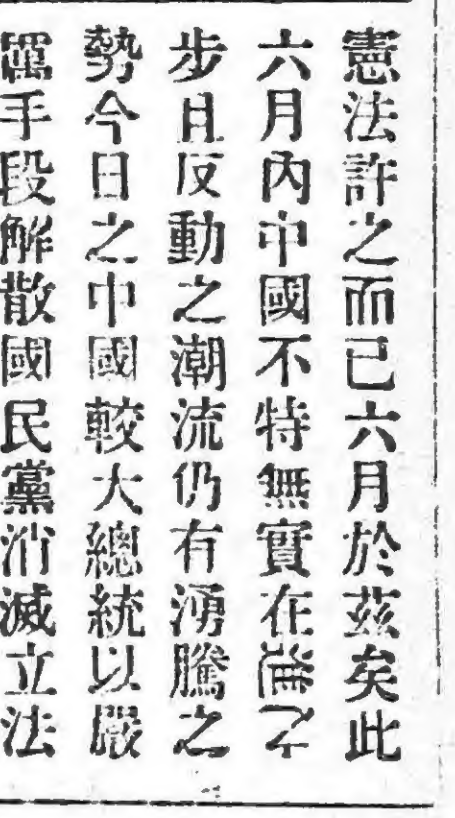 憲法許之而已六月於茲矣此
六月內中國不特無實在
步且反動之潮流仍有湧騰之
勢今日之中國較大總統以嚴
厲手段解散國民黨消滅立法